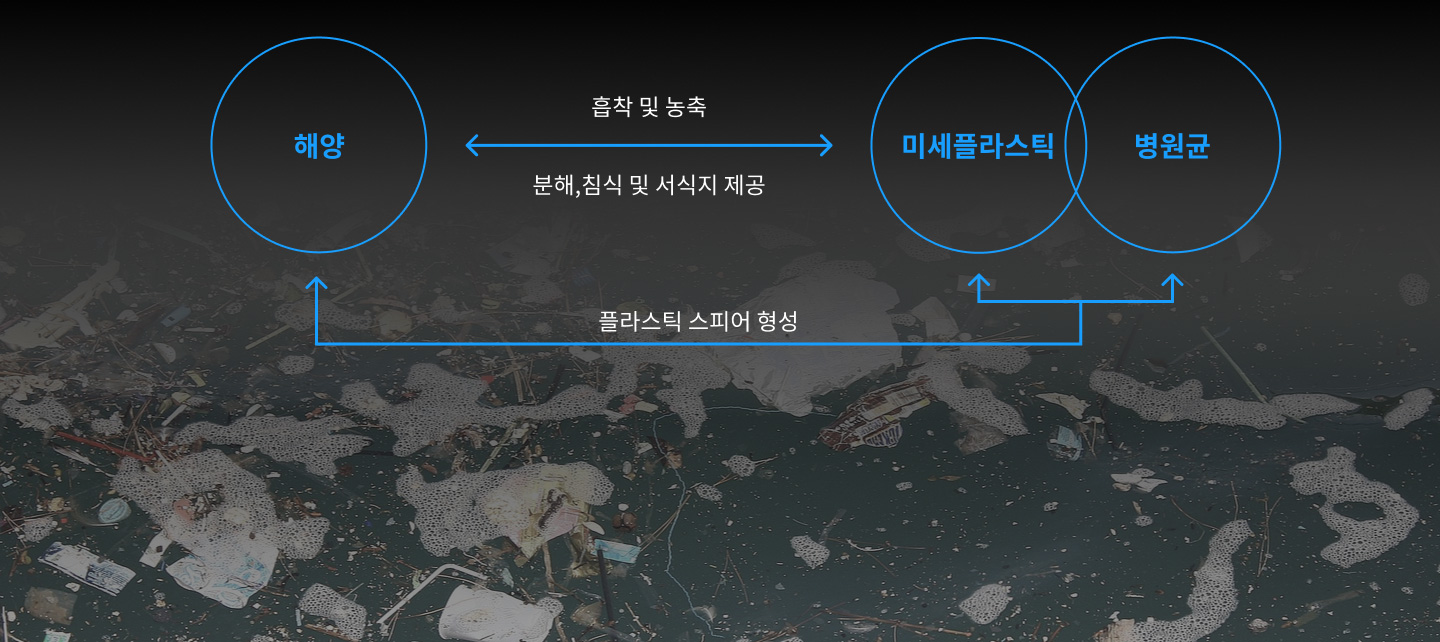 흡착 및 농축
해양
미세플라스틱
병원균
분해,침식 및 서식지 제공
플라스틱 스피어 형성